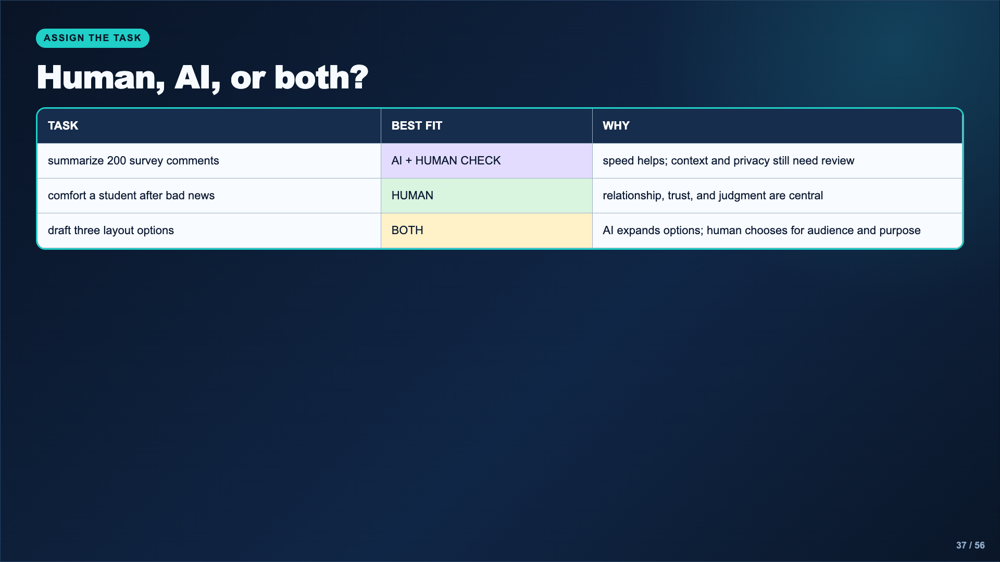 ASSIGN THE TASK
Human, AI, or both?
TASK BEST FIT WHY
summarize 200 survey comments AI + HUMAN CHECK speed helps; context and privacy still need review
comfort a student after bad news HUMAN relationship, trust, and judgment are central
draft three layout options BOTH AI expands options; human chooses for audience and purpose
37 / 56